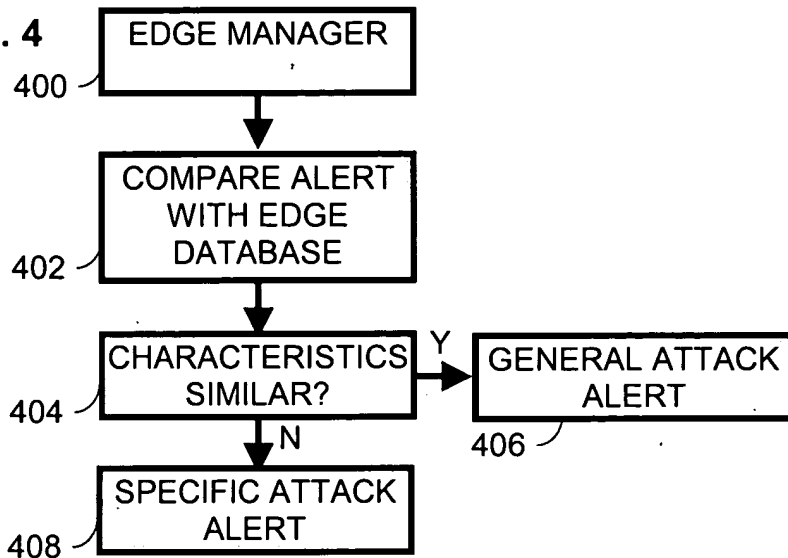 . 4
EDGE MANAGER
400
COMPARE ALERT
WITH EDGE
DATABASE
402
CHARACTERISTICS
SIMILAR?
404
Y
GENERAL ATTACK
ALERT
406
N
SPECIFIC ATTACK
ALERT
408